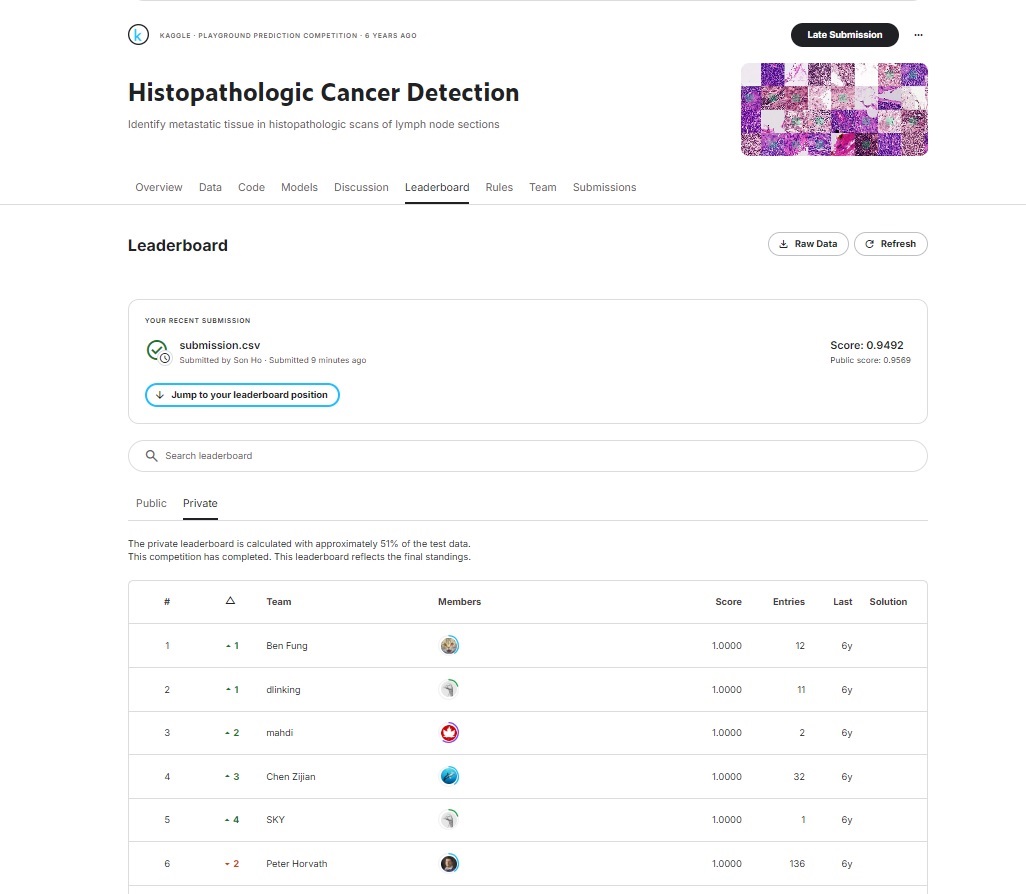 k KAGGLE · PLAYGROUND PREDICTION COMPETITION · 6 YEARS AGO
Late Submission
Histopathologic Cancer Detection
Identify metastatic tissue in histopathologic scans of lymph node sections
Overview Data Code Models Discussion Leaderboard Rules Team Submissions
Leaderboard
Raw Data Refresh
YOUR RECENT SUBMISSION
submission.csv Score: 0.9492
Submitted by Son Ho · Submitted 9 minutes ago Public score: 0.9569
Jump to your leaderboard position
Search leaderboard
Public Private
The private leaderboard is calculated with approximately 51% of the test data.
This competition has completed. This leaderboard reflects the final standings.
# △ Team Members Score Entries Last Solution
1 1 Ben Fung 1.0000 12 6y
2 1 dlinking 1.0000 11 6y
3 2 mahdi 1.0000 2 6y
4 3 Chen Zijian 1.0000 32 6y
5 4 SKY 1.0000 1 6y
6 2 Peter Horvath 1.0000 136 6y